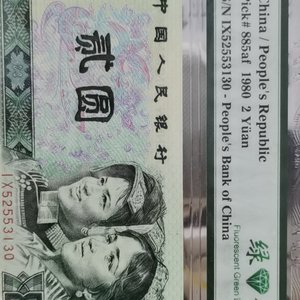 中国人民银行
贰圆
IX52553130
China / People's Republic
Pick# 885af 1980 2 Yüan
S/N IX52553130 - People's Bank of China
绿
Fluorescent Green